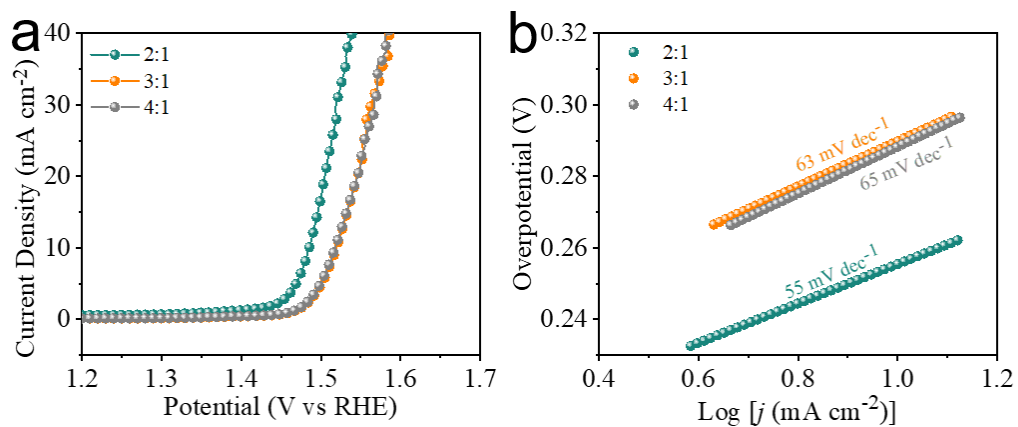 a
40
30
20
10
0
Current Density (mA cm⁻²)
2:1
3:1
4:1
1.2 1.3 1.4 1.5 1.6 1.7
Potential (V vs RHE)
b
0.32
0.30
0.28
0.26
0.24
Overpotential (V)
2:1
3:1
4:1
63 mV dec⁻¹
65 mV dec⁻¹
55 mV dec⁻¹
0.4 0.6 0.8 1.0 1.2
Log [j (mA cm⁻²)]